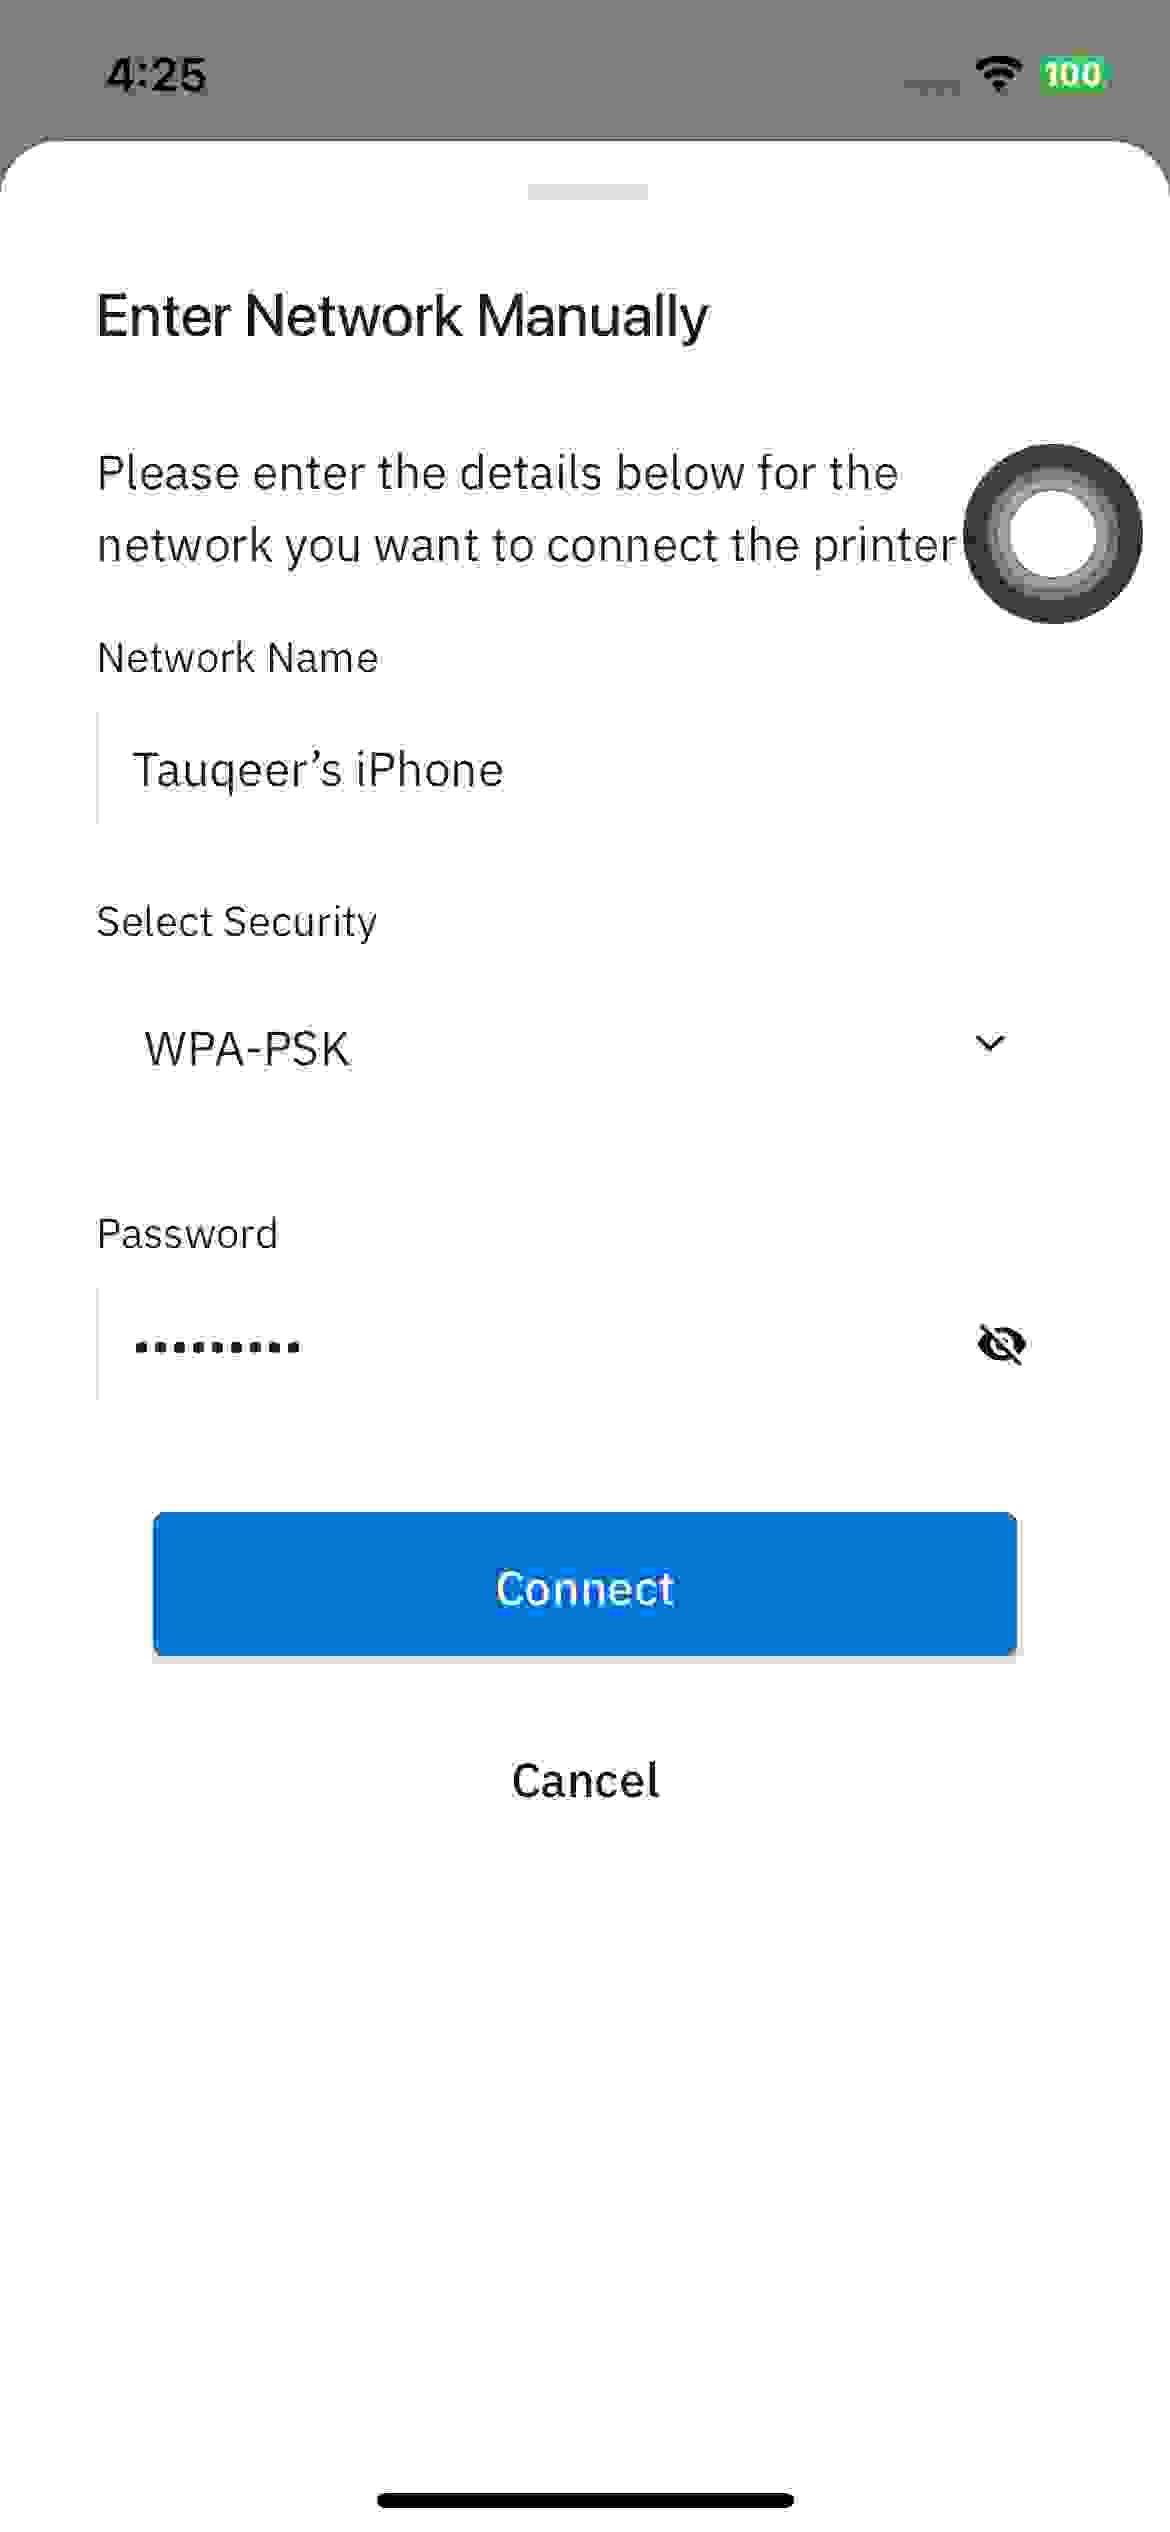 4:25
100
Enter Network Manually
Please enter the details below for the
network you want to connect the printer
Network Name
Tauqeer’s iPhone
Select Security
WPA-PSK
Password
•••••••••
Connect
Cancel